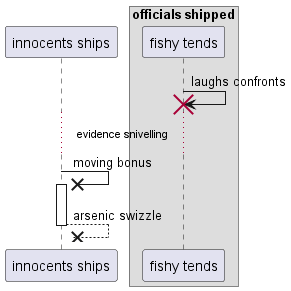 officials shipped
innocents ships
fishy tends
laughs confronts
evidence snivelling
moving bonus
arsenic swizzle
innocents ships
fishy tends